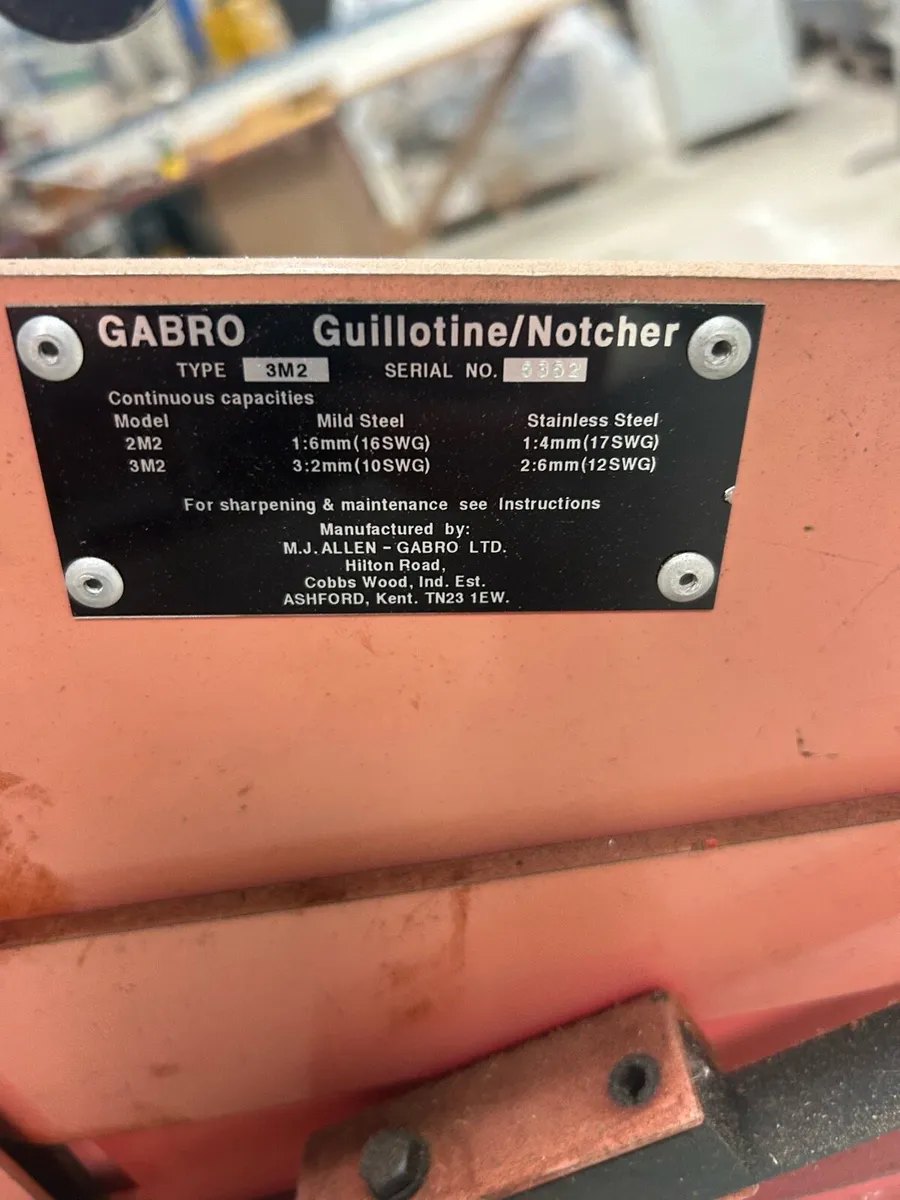 GABRO Guillotine/Notcher
TYPE 3M2 SERIAL NO. 5352
Continuous capacities
Model Mild Steel Stainless Steel
2M2 1:6mm(16SWG) 1:4mm(17SWG)
3M2 3:2mm(10SWG) 2:6mm(12SWG)
For sharpening & maintenance see Instructions
Manufactured by:
M.J. ALLEN – GABRO LTD.
Hilton Road,
Cobbs Wood, Ind. Est.
ASHFORD, Kent. TN23 1EW.